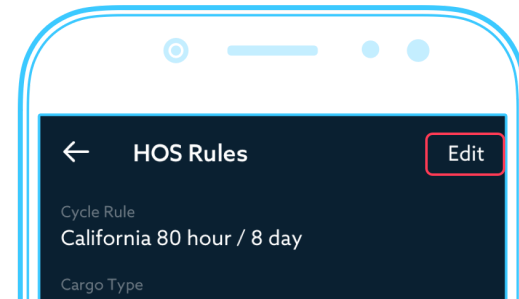 HOS Rules
Edit
Cycle Rule
California 80 hour / 8 day
Cargo Type